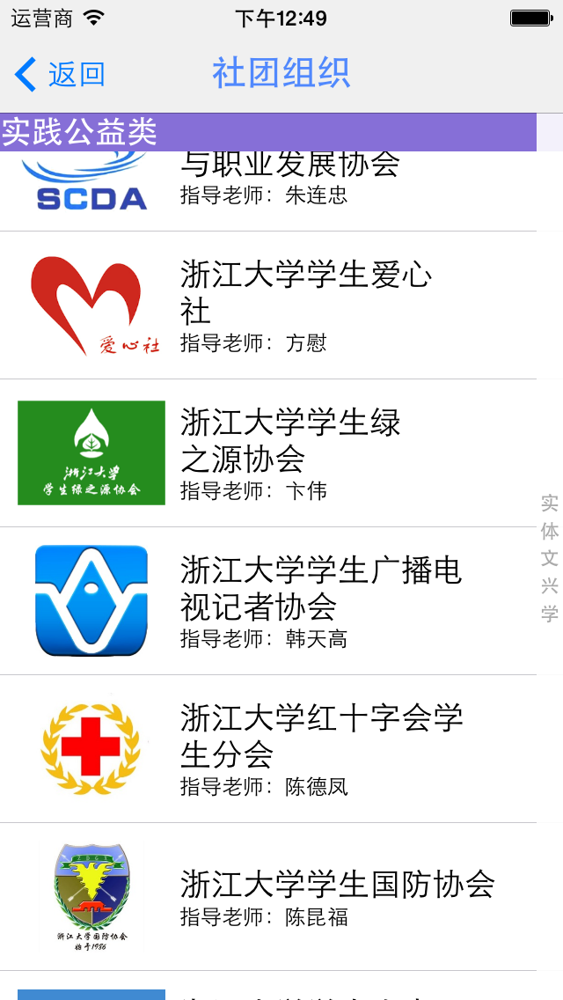 运营商
下午12:49
返回
社团组织
实践公益类
SCDA
与职业发展协会
指导老师：朱连忠
爱心社
浙江大学学生爱心
社
指导老师：方慰
浙江大学
学生绿之源协会
浙江大学学生绿
之源协会
指导老师：卞伟
浙江大学学生广播电
视记者协会
指导老师：韩天高
浙江大学红十字会学
生分会
指导老师：陈德凤
浙江大学国防协会
始于1986
浙江大学学生国防协会
指导老师：陈昆福
实
体
文
兴
学